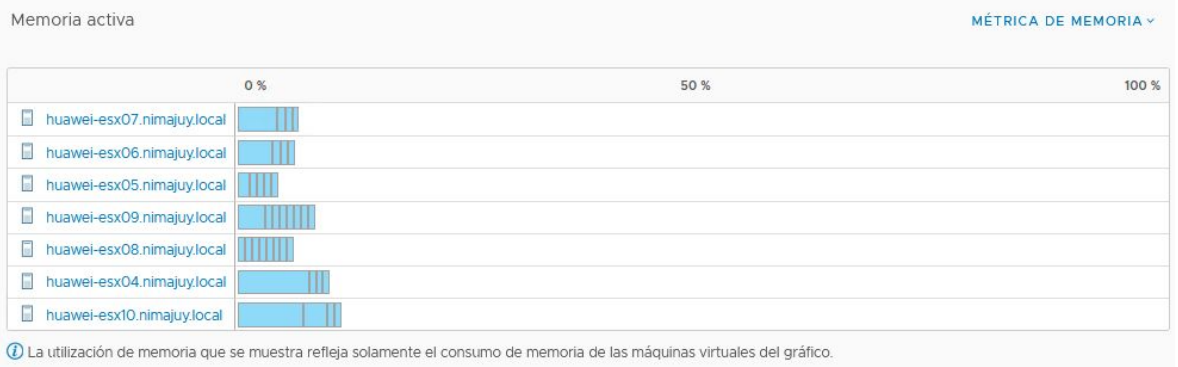 Memoria activa
MÉTRICA DE MEMORIA
0 % 50 % 100 %
huawei-esx07.nimajuy.local
huawei-esx06.nimajuy.local
huawei-esx05.nimajuy.local
huawei-esx09.nimajuy.local
huawei-esx08.nimajuy.local
huawei-esx04.nimajuy.local
huawei-esx10.nimajuy.local
La utilización de memoria que se muestra refleja solamente el consumo de memoria de las máquinas virtuales del gráfico.